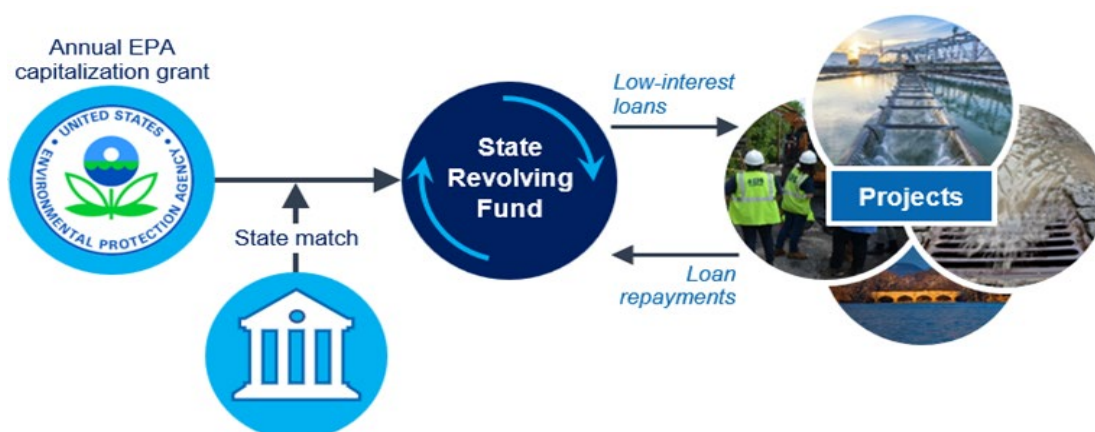 Annual EPA
capitalization grant
UNITED STATES
ENVIRONMENTAL PROTECTION AGENCY
State match
State
Revolving
Fund
Low-interest
loans
Loan
repayments
Projects